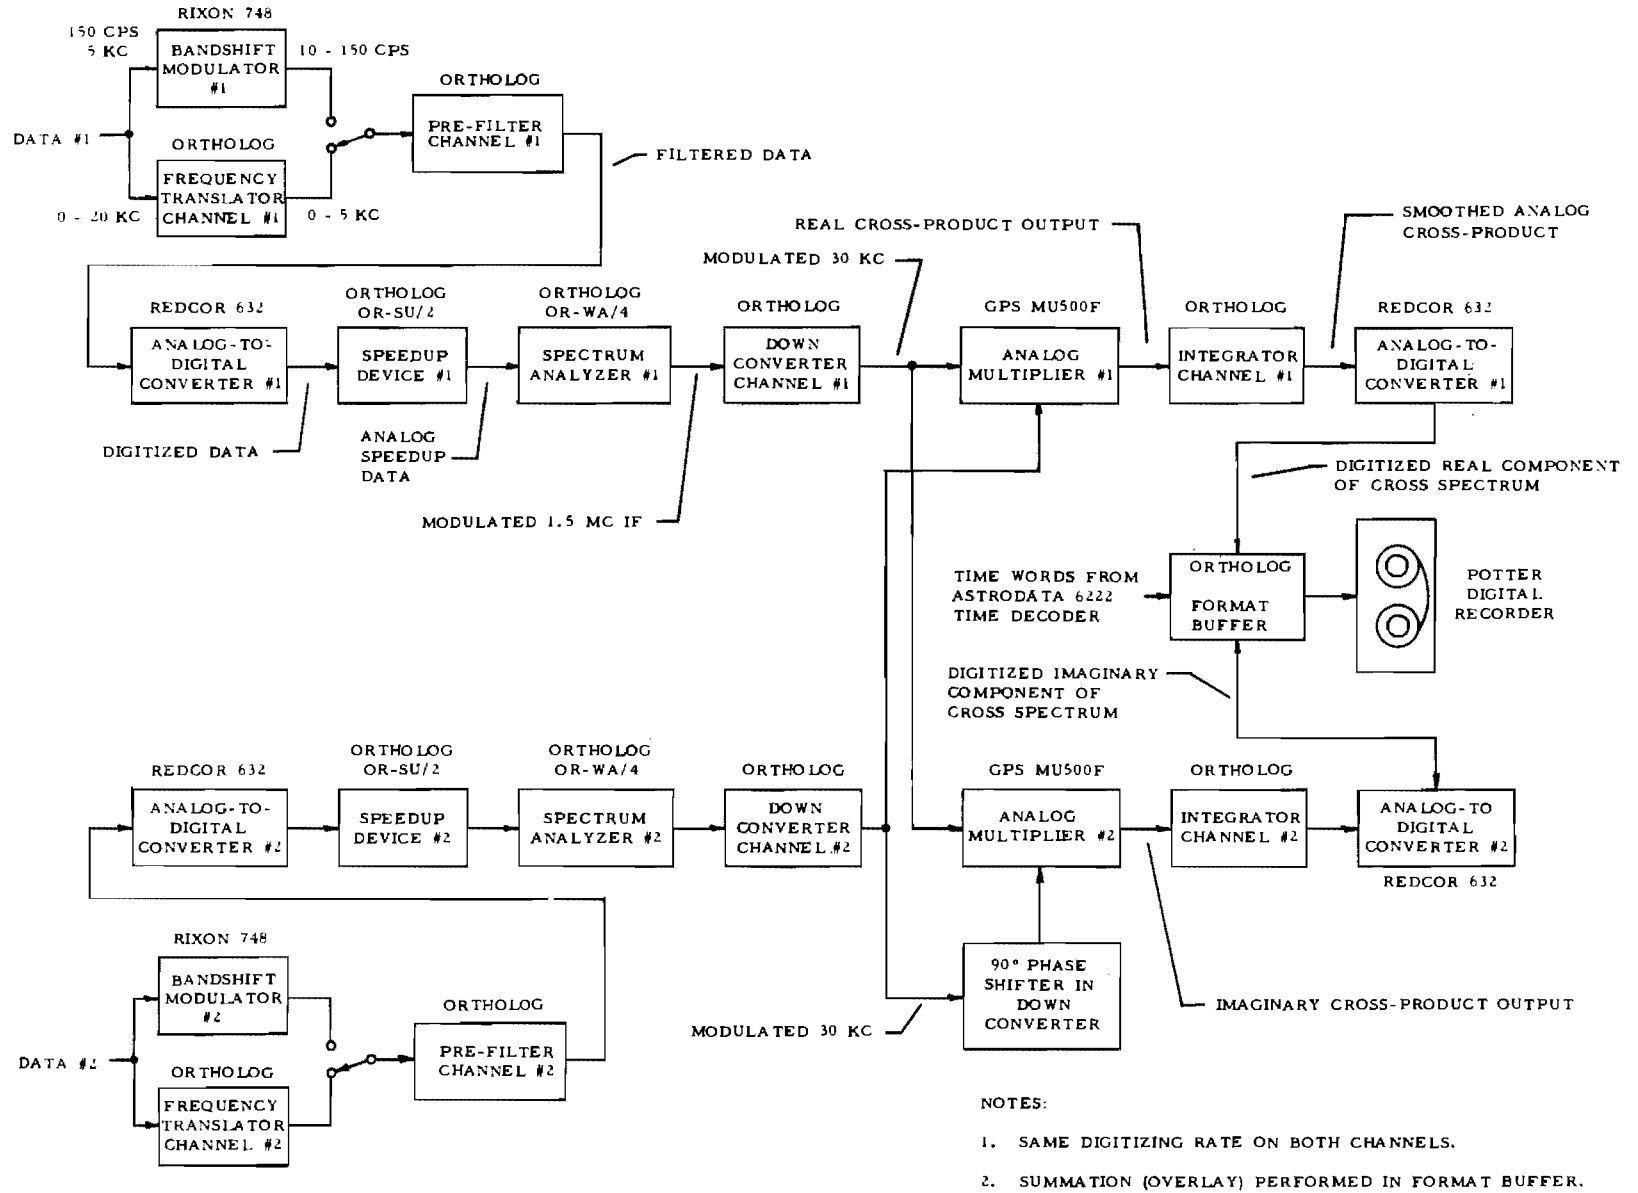 RIXON 748
150 CPS
5 KC
BANDSHIFT
MODULATOR
#1
10 - 150 CPS
DATA #1
ORTHOLOG
FREQUENCY
TRANSLATOR
CHANNEL #1
0 - 20 KC
0 - 5 KC
ORTHOLOG
PRE-FILTER
CHANNEL #1
FILTERED DATA
REDCOR 632
ANALOG-TO-
DIGITAL
CONVERTER #1
DIGITIZED DATA
ORTHOLOG
OR-SU/2
SPEEDUP
DEVICE #1
ANALOG
SPEEDUP
DATA
ORTHOLOG
OR-WA/4
SPECTRUM
ANALYZER #1
MODULATED 1.5 MC IF
ORTHOLOG
DOWN
CONVERTER
CHANNEL #1
MODULATED 30 KC
REAL CROSS-PRODUCT OUTPUT
GPS MU500F
ANALOG
MULTIPLIER #1
ORTHOLOG
INTEGRATOR
CHANNEL #1
SMOOTHED ANALOG
CROSS-PRODUCT
REDCOR 632
ANALOG-TO-
DIGITAL
CONVERTER #1
DIGITIZED REAL COMPONENT
OF CROSS SPECTRUM
TIME WORDS FROM
ASTRODATA 6222
TIME DECODER
ORTHOLOG
FORMAT
BUFFER
POTTER
DIGITAL
RECORDER
DIGITIZED IMAGINARY
COMPONENT OF
CROSS SPECTRUM
REDCOR 632
ANALOG-TO-
DIGITAL
CONVERTER #2
ORTHOLOG
OR-SU/2
SPEEDUP
DEVICE #2
ORTHOLOG
OR-WA/4
SPECTRUM
ANALYZER #2
ORTHOLOG
DOWN
CONVERTER
CHANNEL #2
GPS MU500F
ANALOG
MULTIPLIER #2
ORTHOLOG
INTEGRATOR
CHANNEL #2
ANALOG-TO
DIGITAL
CONVERTER #2
REDCOR 632
RIXON 748
BANDSHIFT
MODULATOR
#2
DATA #2
ORTHOLOG
FREQUENCY
TRANSLATOR
CHANNEL #2
ORTHOLOG
PRE-FILTER
CHANNEL #2
MODULATED 30 KC
90° PHASE
SHIFTER IN
DOWN
CONVERTER
IMAGINARY CROSS-PRODUCT OUTPUT
NOTES:
1. SAME DIGITIZING RATE ON BOTH CHANNELS.
2. SUMMATION (OVERLAY) PERFORMED IN FORMAT BUFFER.